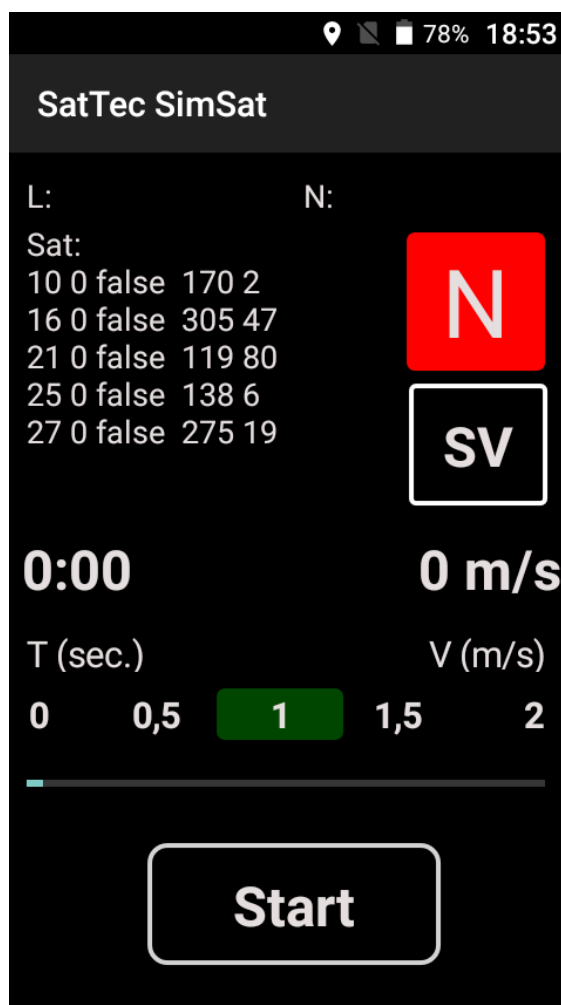 78% 18:53
SatTec SimSat
L: N:
Sat:
10 0 false 170 2
16 0 false 305 47
21 0 false 119 80
25 0 false 138 6
27 0 false 275 19
N
SV
0:00 0 m/s
T (sec.) V (m/s)
0 0,5 1 1,5 2
Start